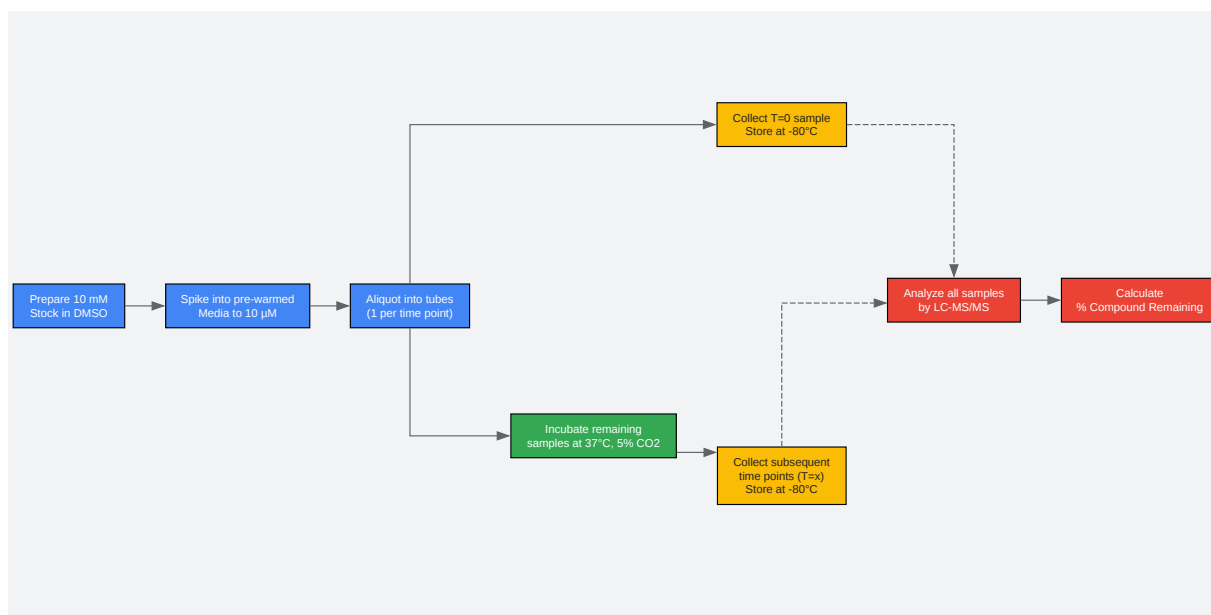 Prepare 10 mM
Stock in DMSO
Spike into pre-warmed
Media to 10 µM
Aliquot into tubes
(1 per time point)
Collect T=0 sample
Store at -80°C
Incubate remaining
samples at 37°C, 5% CO2
Collect subsequent
time points (T=x)
Store at -80°C
Analyze all samples
by LC-MS/MS
Calculate
% Compound Remaining